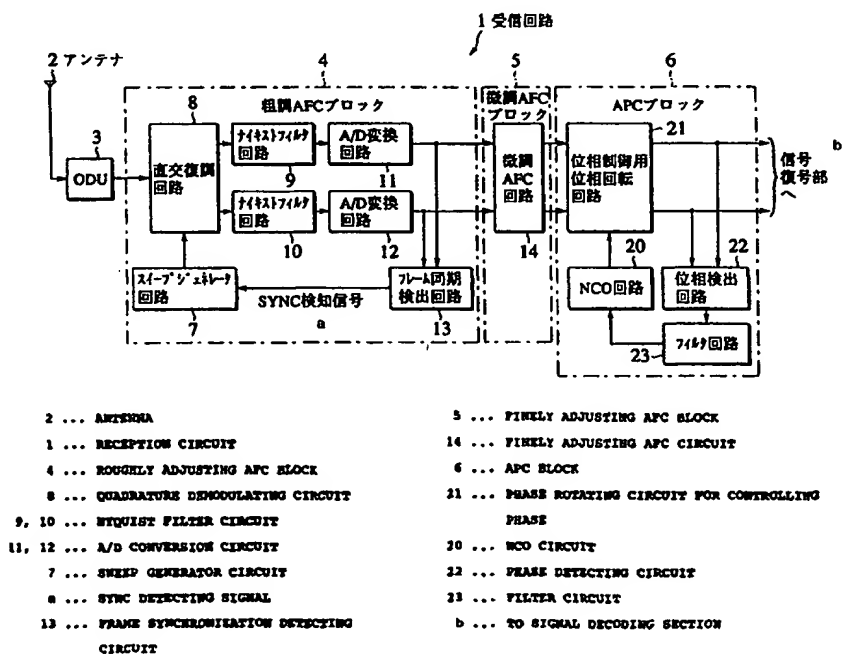 1 受信回路
2 アンテナ
4
5
6
粗調AFCブロック
微調AFC
ブロック
APCブロック
3
ODU
8
直交復調
回路
ナイキストフィルタ
回路
9
A/D変換
回路
11
ナイキストフィルタ
回路
10
A/D変換
回路
12
スイープジェネレータ
回路
7
SYNC検知信号
a
フレーム同期
検出回路
13
微調
AFC
回路
14
21
位相制御用
位相回転
回路
b
信号
復号部
へ
20
NCO回路
22
位相検出
回路
23
フィルタ回路
2 ... ANTENNA
1 ... RECEPTION CIRCUIT
4 ... ROUGHLY ADJUSTING AFC BLOCK
8 ... QUADRATURE DEMODULATING CIRCUIT
9, 10 ... NYQUIST FILTER CIRCUIT
11, 12 ... A/D CONVERSION CIRCUIT
7 ... SWEEP GENERATOR CIRCUIT
a ... SYNC DETECTING SIGNAL
13 ... FRAME SYNCHRONIZATION DETECTING
CIRCUIT
5 ... FINELY ADJUSTING AFC BLOCK
14 ... FINELY ADJUSTING AFC CIRCUIT
6 ... APC BLOCK
21 ... PHASE ROTATING CIRCUIT FOR CONTROLLING
PHASE
20 ... NCO CIRCUIT
22 ... PHASE DETECTING CIRCUIT
23 ... FILTER CIRCUIT
b ... TO SIGNAL DECODING SECTION